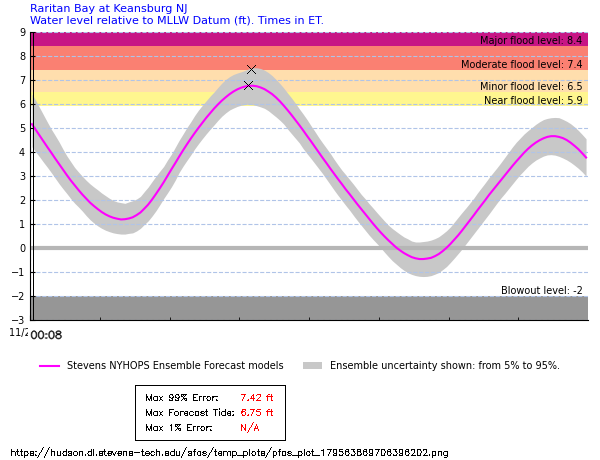 Raritan Bay at Keansburg NJ
Water level relative to MLLW Datum (ft). Times in ET.
9
Major flood level: 8.4
8
Moderate flood level: 7.4
7
Minor flood level: 6.5
6
Near flood level: 5.9
5
4
3
2
1
0
−1
Blowout level: -2
−2
−3
11/2
00:08
Stevens NYHOPS Ensemble Forecast models
Ensemble uncertainty shown: from 5% to 95%.
Max 99% Error: 7.42 ft
Max Forecast Tide: 6.75 ft
Max 1% Error: N/A
https://hudson.dl.stevens-tech.edu/sfas/temp_plots/pfas_plot_179563869706396202.png